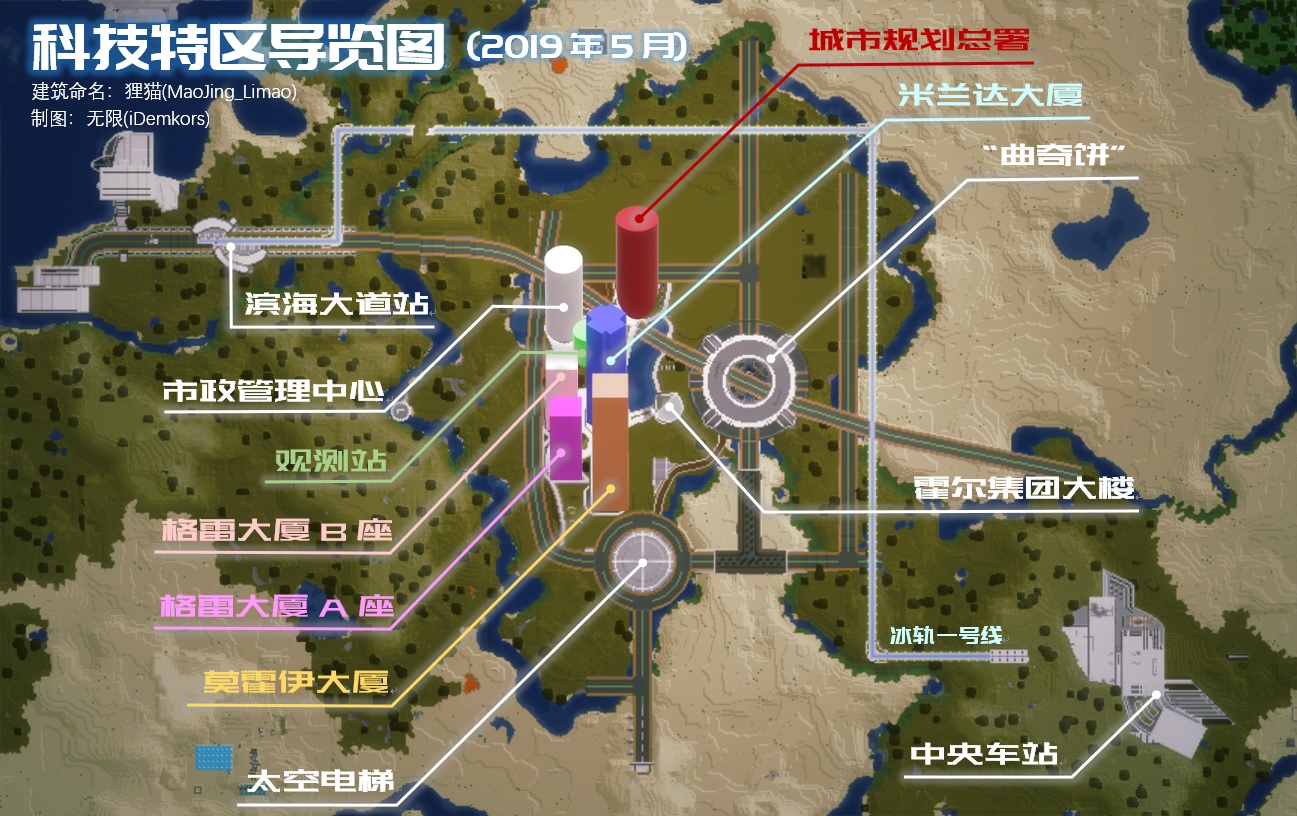 科技特区导览图 (2019年5月)
建筑命名：狸猫(MaoJing_Limao)
制图：无限(iDemkors)
城市规划总署
米兰达大厦
“曲奇饼”
滨海大道站
市政管理中心
观测站
霍尔集团大楼
格雷大厦 B 座
格雷大厦 A 座
冰轨一号线
莫霍伊大厦
中央车站
太空电梯